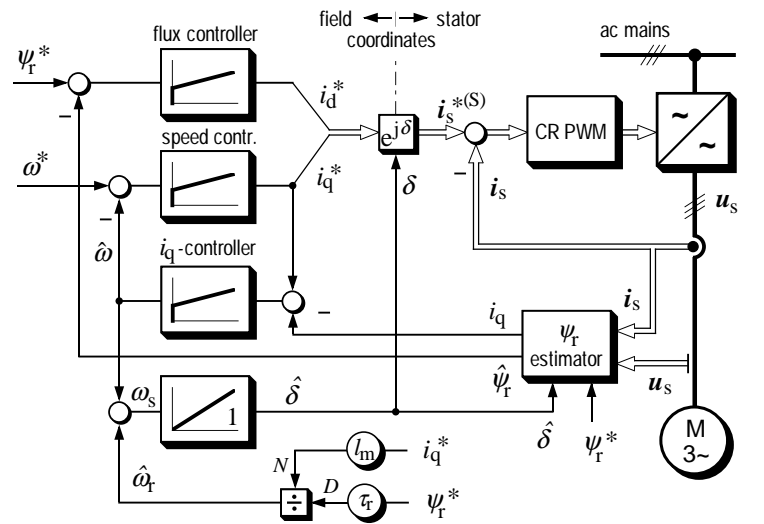 field
stator
coordinates
flux controller
ac mains
ψr*
–
id*
is*(S)
ejδ
CR PWM
~
~
speed contr.
ω*
iq*
δ
–
is
us
–
ω̂
iq-controller
–
iq
is
ψr
estimator
ψ̂r
us
ωs
1
δ̂
δ̂
ψr*
M
3~
ω̂r
N
lm
iq*
÷
D
τr
ψr*